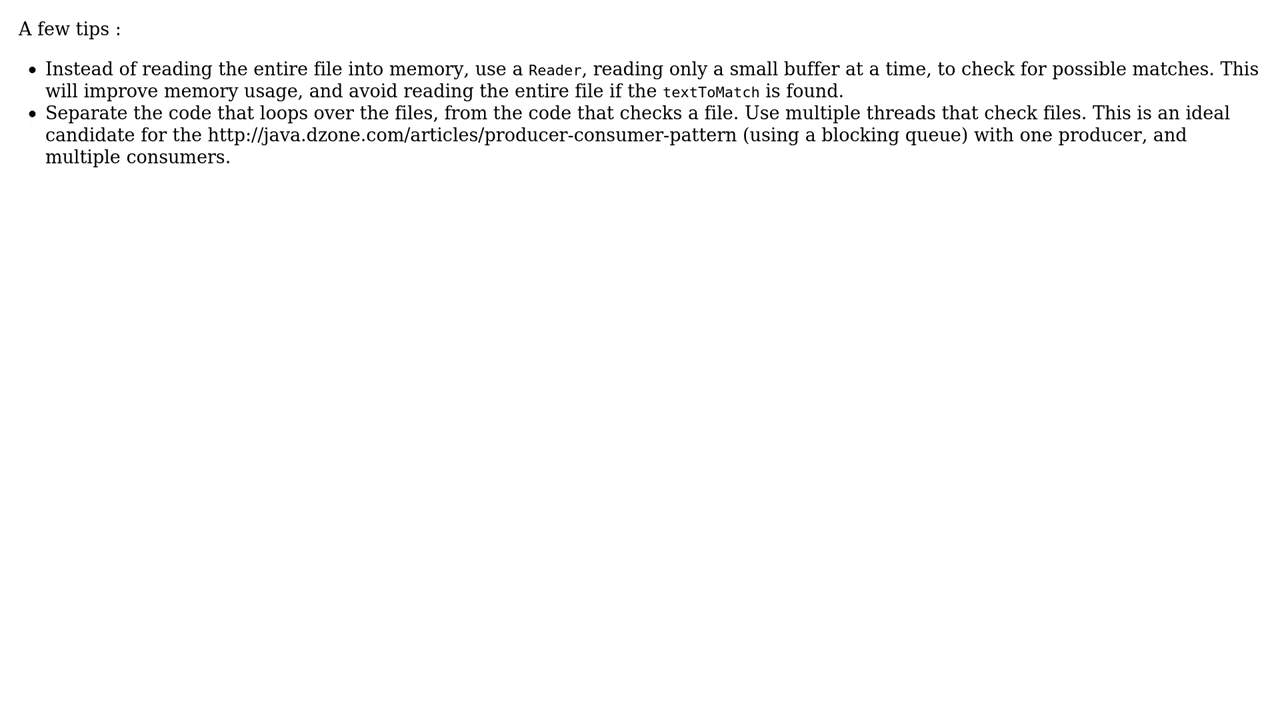 A few tips :
• Instead of reading the entire file into memory, use a Reader, reading only a small buffer at a time, to check for possible matches. This
will improve memory usage, and avoid reading the entire file if the textToMatch is found.
• Separate the code that loops over the files, from the code that checks a file. Use multiple threads that check files. This is an ideal
candidate for the http://java.dzone.com/articles/producer-consumer-pattern (using a blocking queue) with one producer, and
multiple consumers.